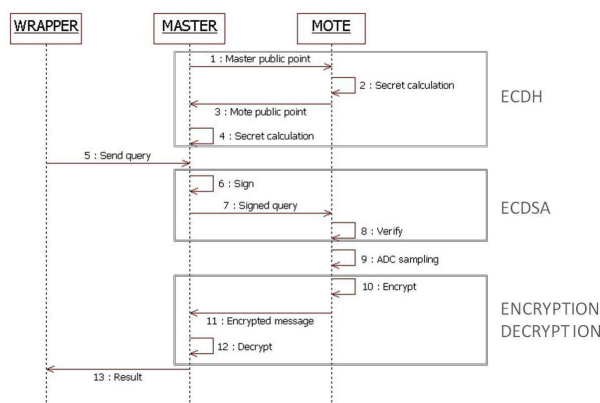 WRAPPER
MASTER
MOTE
1 : Master public point
2 : Secret calculation
ECDH
3 : Mote public point
4 : Secret calculation
5 : Send query
6 : Sign
ECDSA
7 : Signed query
8 : Verify
9 : ADC sampling
10 : Encrypt
ENCRYPTION
DECRYPTION
11 : Encrypted message
12 : Decrypt
13 : Result